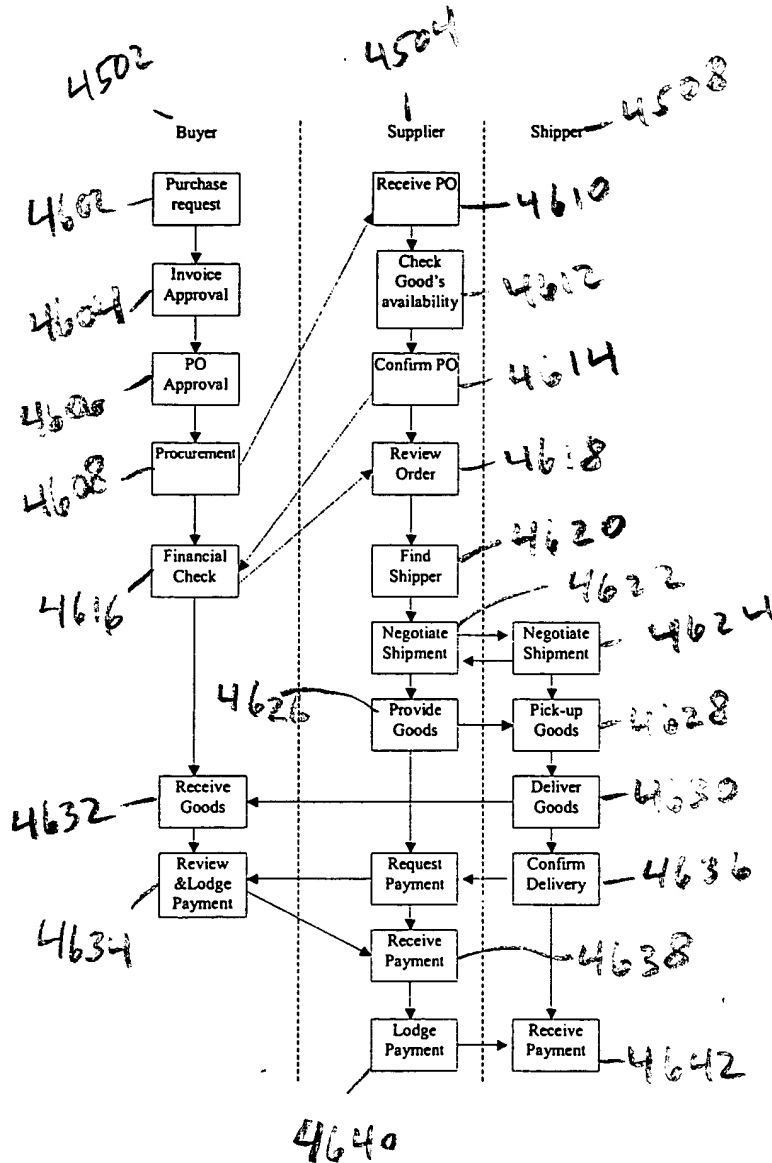 4502
4504
4508
Buyer
Supplier
Shipper
4602
Purchase
request
Receive PO
4610
4604
Invoice
Approval
Check
Good's
availability
4612
4606
PO
Approval
Confirm PO
4614
4608
Procurement
Review
Order
4618
4616
Financial
Check
Find
Shipper
4620
4622
Negotiate
Shipment
Negotiate
Shipment
4624
4626
Provide
Goods
Pick-up
Goods
4628
4632
Receive
Goods
Deliver
Goods
4630
4634
Review
&Lodge
Payment
Request
Payment
Confirm
Delivery
4636
Receive
Payment
4638
Lodge
Payment
Receive
Payment
4642
4640